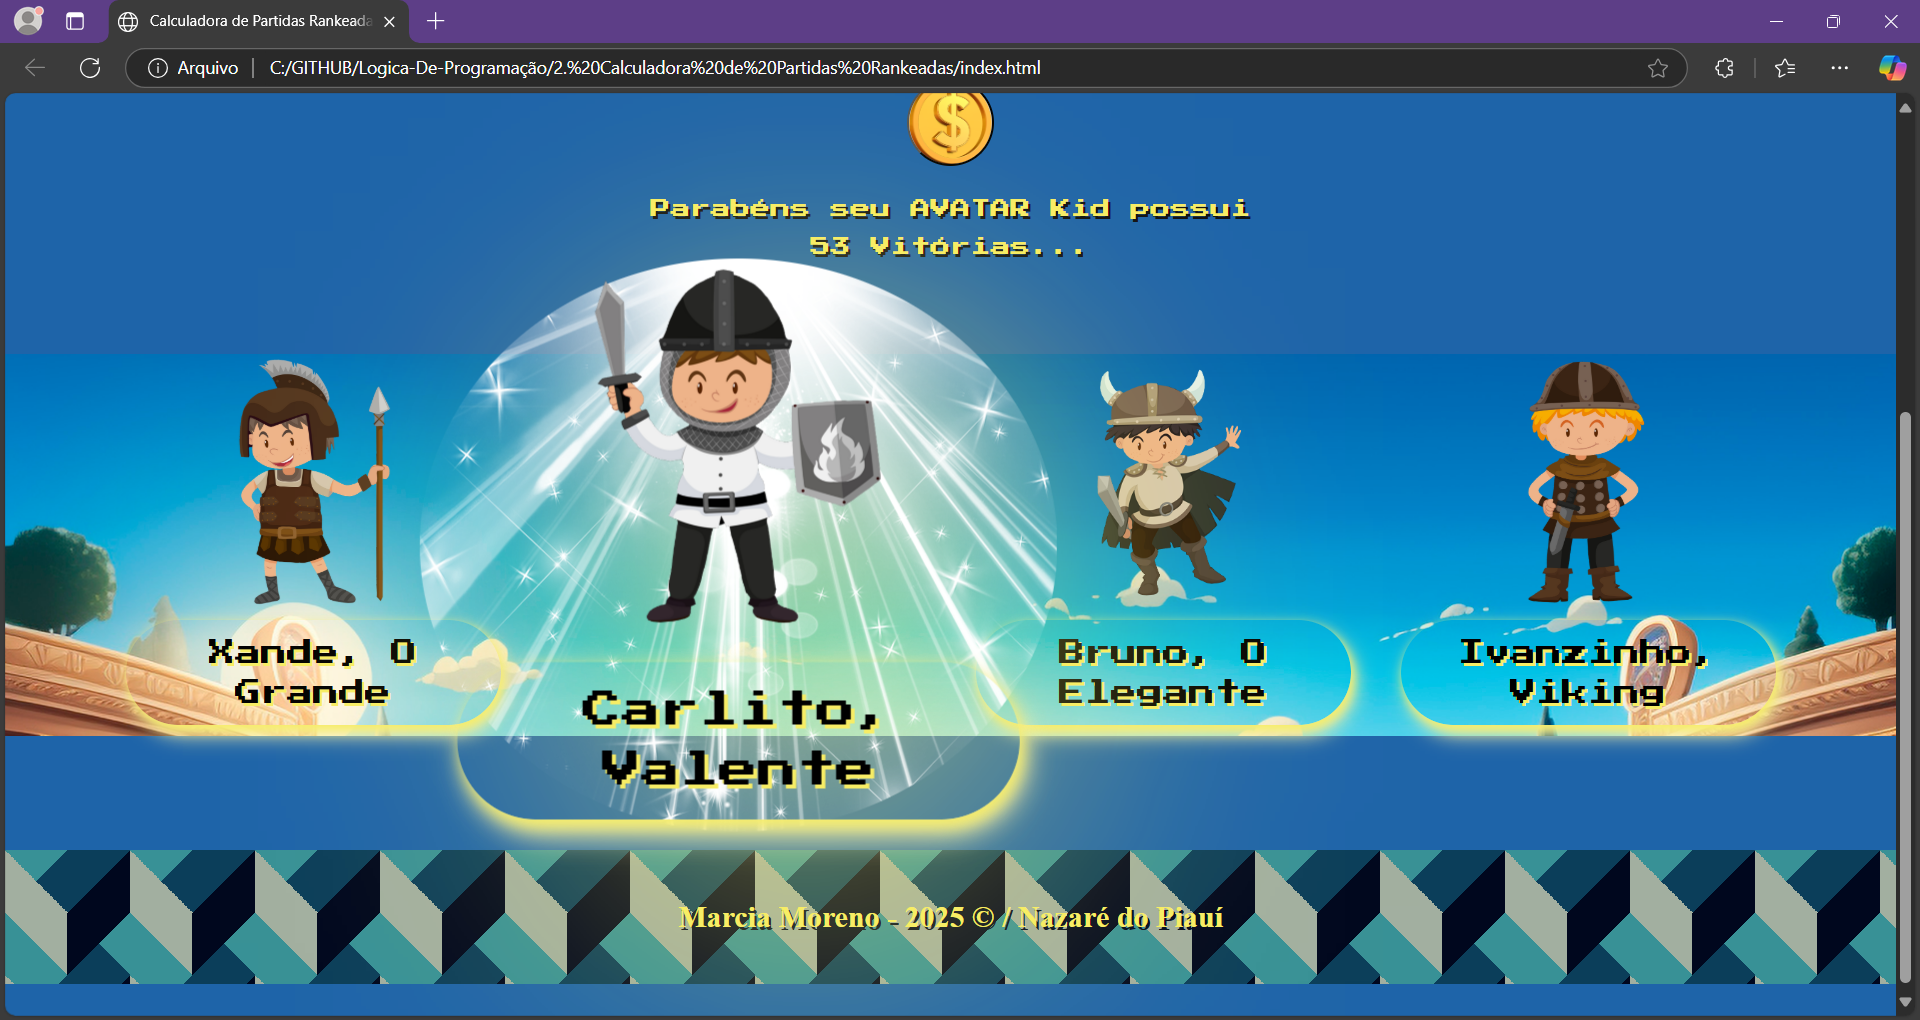 Calculadora de Partidas Rankeada
Arquivo
C:/GITHUB/Logica-De-Programação/2.%20Calculadora%20de%20Partidas%20Rankeadas/index.html
$
Parabéns seu AVATAR Kid possui
53 Vitórias...
Xande, O
Grande
Carlito,
Valente
Bruno, O
Elegante
Ivanzinho,
Viking
Marcia Moreno - 2025 © / Nazaré do Piauí